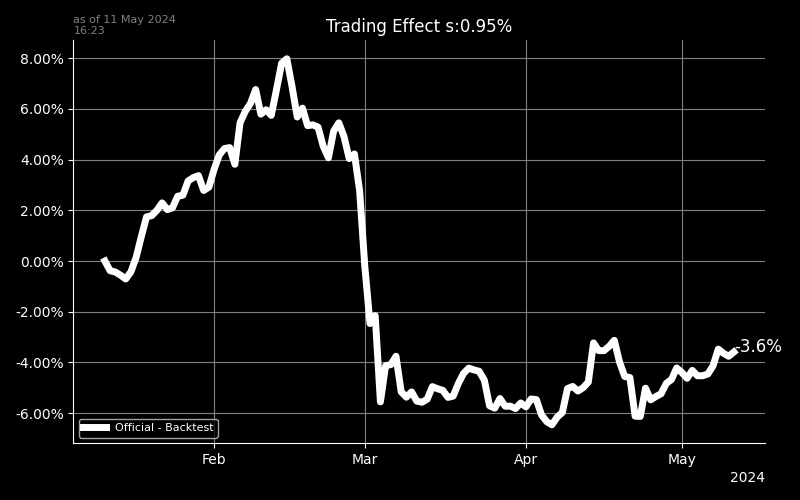 as of 11 May 2024
16:23
Trading Effect s:0.95%
8.00%
6.00%
4.00%
2.00%
0.00%
-2.00%
-4.00%
-6.00%
-3.6%
Official - Backtest
Feb
Mar
Apr
May
2024